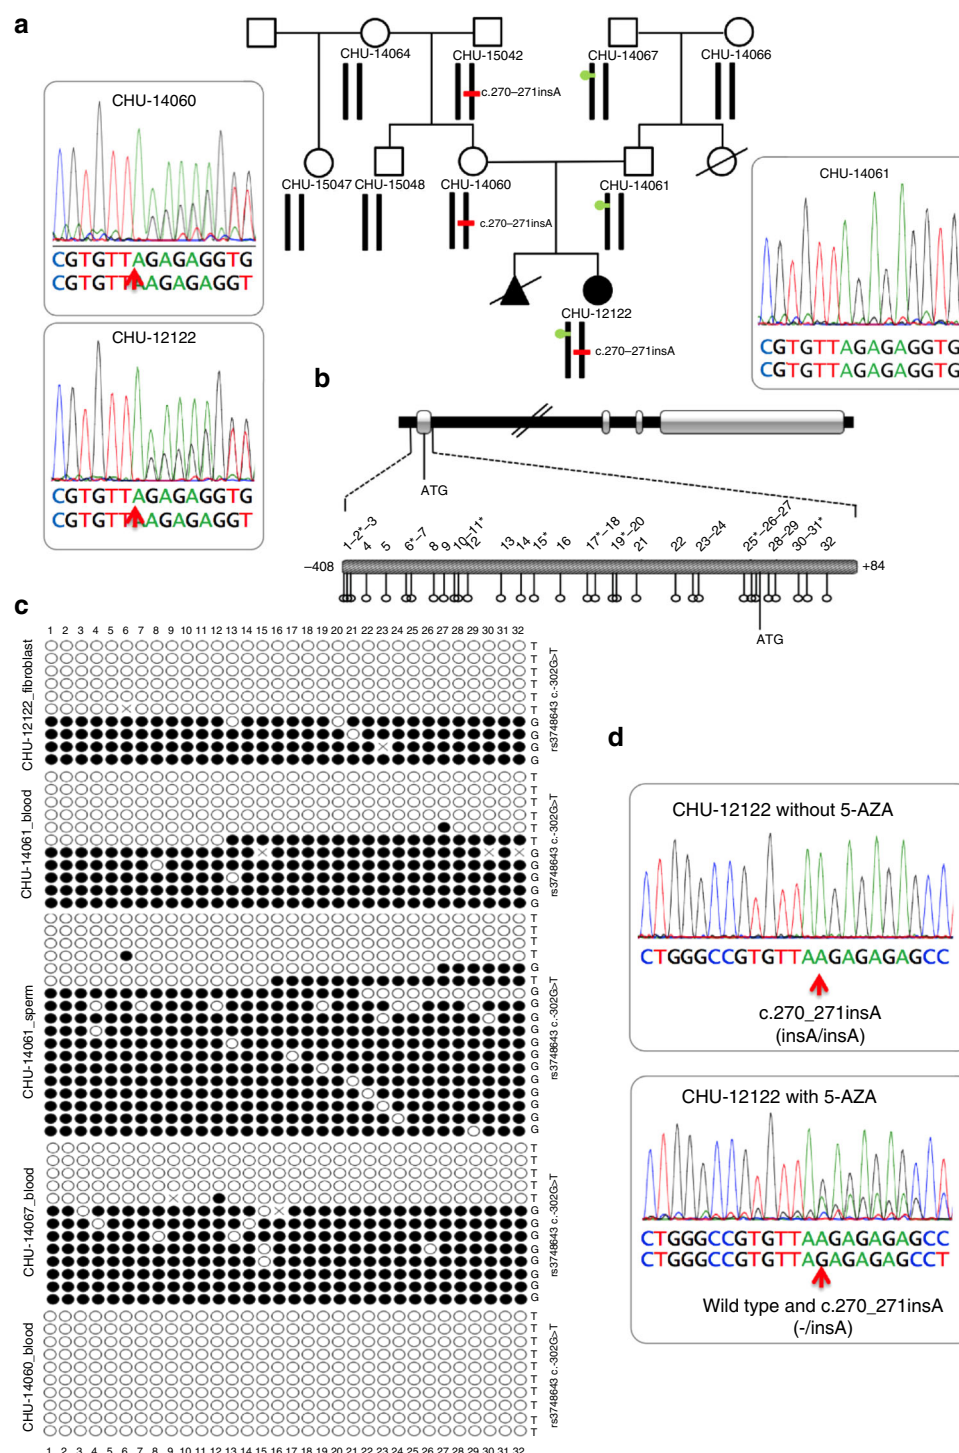 a
CHU-14064
CHU-15042
CHU-14067
CHU-14066
c.270–271insA
CHU-14060
CGTGTTAGAGAGGTG
CHU-15047
CHU-15048
CHU-14060
CHU-14061
c.270–271insA
CHU-14061
CGTGTTAGAGAGGTG
CGTGTTAGAGAGGTG
CHU-12122
CGTGTTAGAGAGGTG
CHU-12122
c.270–271insA
b
ATG
1–2*–3
4
5
6*–7
8
9
10–11*
12
13
14
15*
16
17*–18
19*–20
21
22
23–24
25*–26–27
28–29
30–31*
32
–408
+84
ATG
c
1 2 3 4 5 6 7 8 9 10 11 12 13 14 15 16 17 18 19 20 21 22 23 24 25 26 27 28 29 30 31 32
CHU-12122_fibroblast
T
T
T
T
T
T
G
G
G
G
rs3748643 c.-302G>T
CHU-14061_blood
T
T
T
T
T
T
G
G
G
G
G
rs3748643 c.-302G>T
CHU-14061_sperm
T
T
T
T
G
T
G
G
G
G
G
G
G
G
G
G
G
G
rs3748643 c.-302G>T
CHU-14067_blood
T
T
T
T
T
G
G
G
G
G
G
G
G
rs3748643 c.-302G>T
CHU-14060_blood
T
T
T
T
T
T
T
T
T
T
rs3748643 c.-302G>T
1 2 3 4 5 6 7 8 9 10 11 12 13 14 15 16 17 18 19 20 21 22 23 24 25 26 27 28 29 30 31 32
d
CHU-12122 without 5-AZA
CTGGGCCGTGTTAAGAGAGAGCC
c.270_271insA
(insA/insA)
CHU-12122 with 5-AZA
CTGGGCCGTGTTAAGAGAGAGCC
CTGGGCCGTGTTAGAGAGAGCCT
Wild type and c.270_271insA
(-/insA)